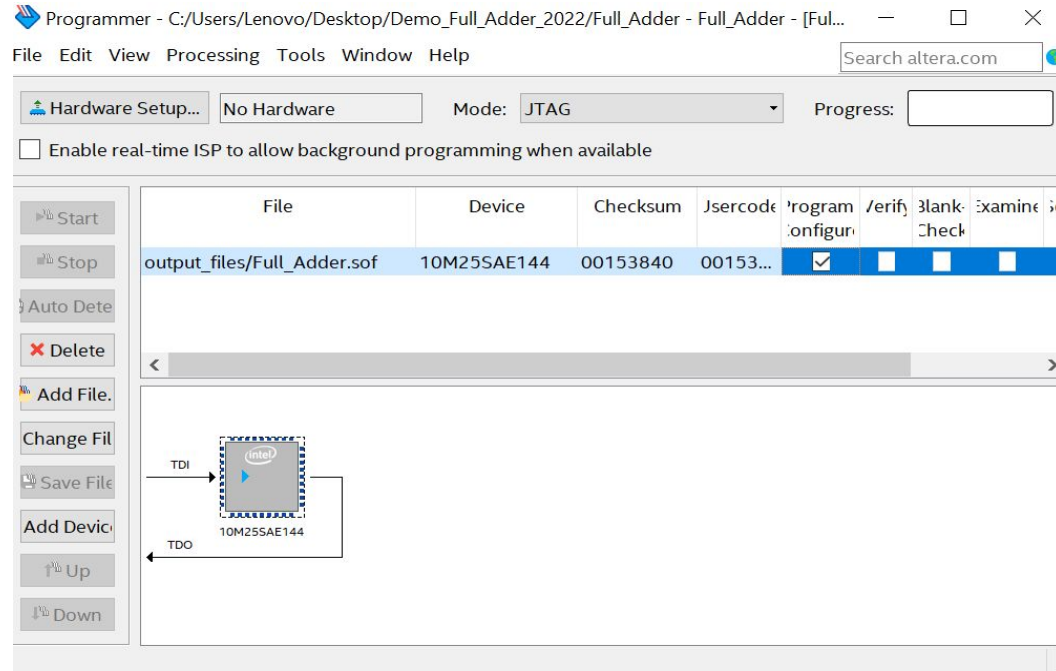 Programmer - C:/Users/Lenovo/Desktop/Demo_Full_Adder_2022/Full_Adder - Full_Adder - [Ful...
File Edit View Processing Tools Window Help
Search altera.com
Hardware Setup... No Hardware Mode: JTAG Progress:
Enable real-time ISP to allow background programming when available
File Device Checksum Usercode Program Verify Blank- Examine
Configure Check
output_files/Full_Adder.sof 10M25SAE144 00153840 00153...
Start
Stop
Auto Dete
Delete
Add File.
Change Fil
Save File
Add Devic
Up
Down
TDI
intel
10M25SAE144
TDO